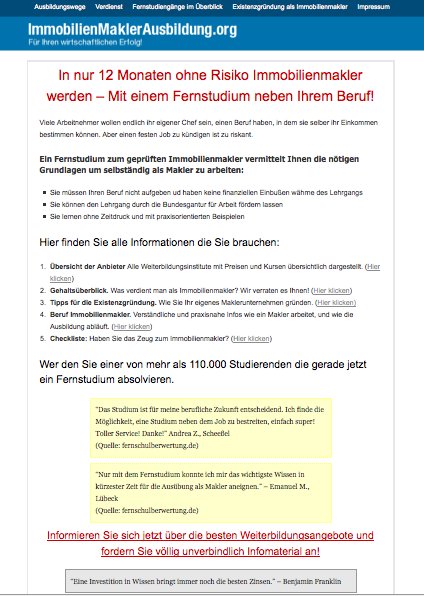 Ausbildungswege Verdienst Fernstudiengänge im Überblick Existenzgründung als Immobilienmakler Impressum
ImmobilienMaklerAusbildung.org
Für Ihren wirtschaftlichen Erfolg!
In nur 12 Monaten ohne Risiko Immobilienmakler
werden – Mit einem Fernstudium neben Ihrem Beruf!
Viele Arbeitnehmer wollen endlich ihr eigener Chef sein, einen Beruf haben, in dem sie selber ihr Einkommen
bestimmen können. Aber einen festen Job zu kündigen ist zu riskant.
Ein Fernstudium zum geprüften Immobilienmakler vermittelt Ihnen die nötigen
Grundlagen um selbständig als Makler zu arbeiten:
Sie müssen Ihren Beruf nicht aufgeben ud haben keine finanziellen Einbußen währne des Lehrgangs
Sie können den Lehrgang durch die Bundesgantur für Arbeit fördern lassen
Sie lernen ohne Zeitdruck und mit praxisorientierten Beispielen
Hier finden Sie alle Informationen die Sie brauchen:
1. Übersicht der Anbieter Alle Weiterbildungsinstitute mit Preisen und Kursen übersichtlich dargestellt. (Hier
klicken)
2. Gehaltsüberblick. Was verdient man als Immobilienmakler? Wir verraten es Ihnen! (Hier klicken)
3. Tipps für die Existenzgründung. Wie Sie Ihr eigenes Maklerunternehmen gründen. (Hier klicken)
4. Beruf Immobilienmakler. Verständliche und praxisnahe Infos wie ein Makler arbeitet, und wie die
Ausbildung abläuft. (Hier klicken)
5. Checkliste: Haben Sie das Zeug zum Immobilienmakler? (Hier klicken)
Wer den Sie einer von mehr als 110.000 Studierenden die gerade jetzt
ein Fernstudium absolvieren.
"Das Studium ist für meine berufliche Zukunft entscheidend. Ich finde die
Möglichkeit, eine Studium neben dem Job zu bestreiten, einfach super!
Toller Service! Danke!" Andrea Z., Scheeßel
(Quelle: fernschulbewertung.de)
"Nur mit dem Fernstudium konnte ich mir das wichtigste Wissen in
kürzester Zeit für die Ausübung als Makler aneignen." – Emanuel M.,
Lübeck
(Quelle: fernschulbewertung.de)
Informieren Sie sich jetzt über die besten Weiterbildungsangebote und
fordern Sie völlig unverbindlich Infomaterial an!
"Eine Investition in Wissen bringt immer noch die besten Zinsen." – Benjamin Franklin